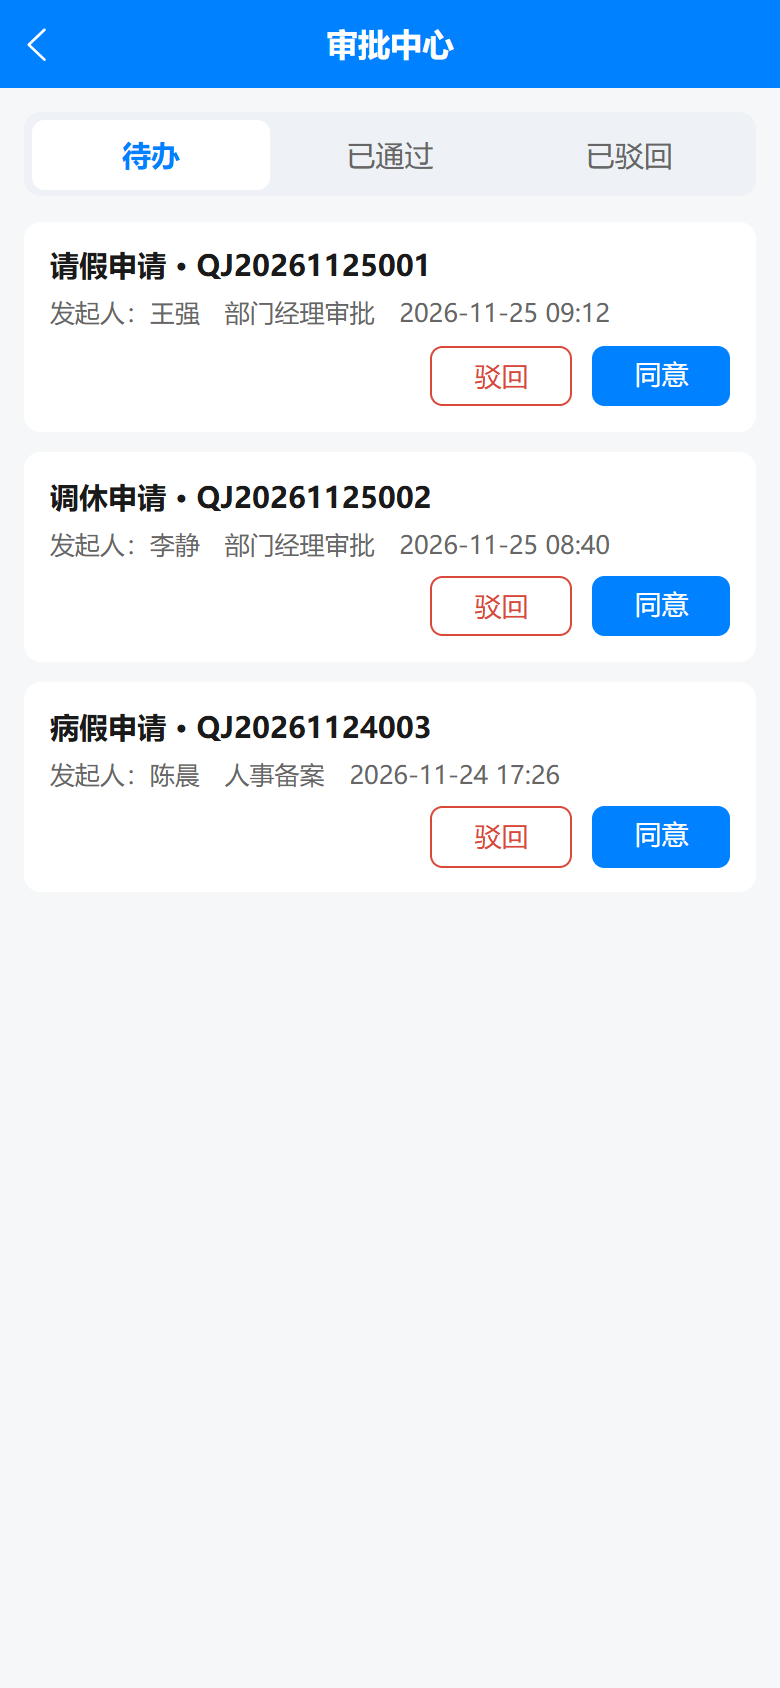 审批中心
待办 已通过 已驳回
请假申请 · QJ20261125001
发起人：王强 部门经理审批 2026-11-25 09:12
驳回 同意
调休申请 · QJ20261125002
发起人：李静 部门经理审批 2026-11-25 08:40
驳回 同意
病假申请 · QJ20261124003
发起人：陈晨 人事备案 2026-11-24 17:26
驳回 同意